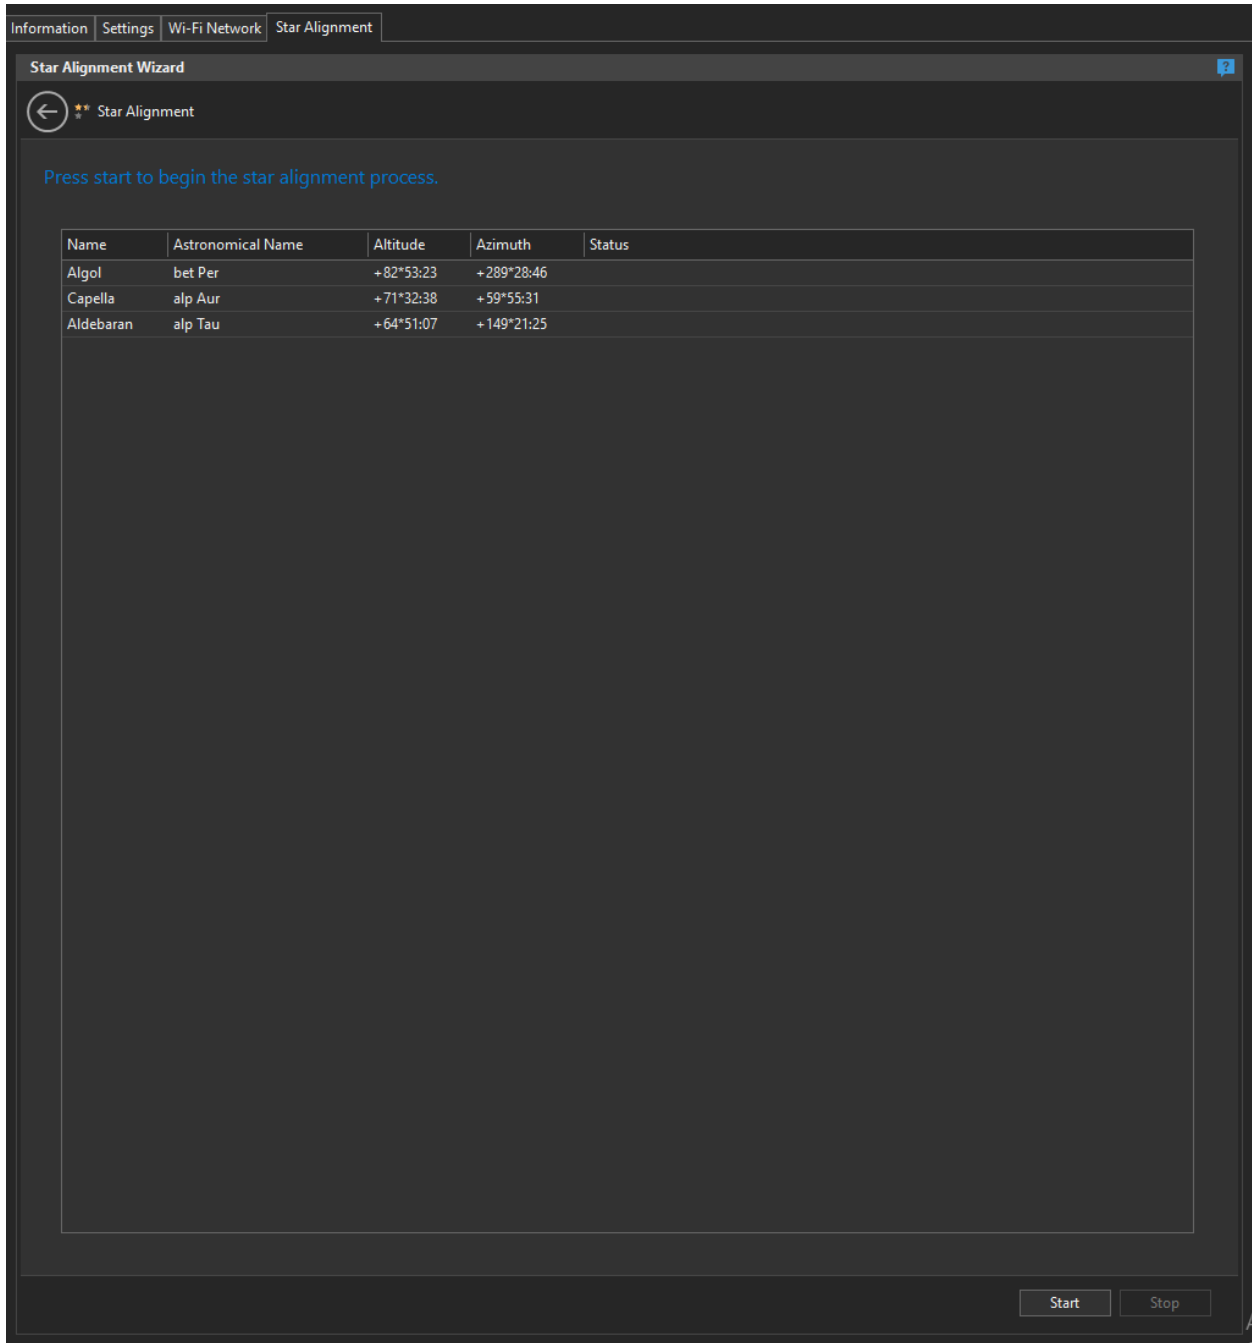 Information Settings Wi-Fi Network Star Alignment
Star Alignment Wizard ?
Star Alignment
Press start to begin the star alignment process.
Name Astronomical Name Altitude Azimuth Status
Algol bet Per +82*53:23 +289*28:46
Capella alp Aur +71*32:38 +59*55:31
Aldebaran alp Tau +64*51:07 +149*21:25
Start Stop